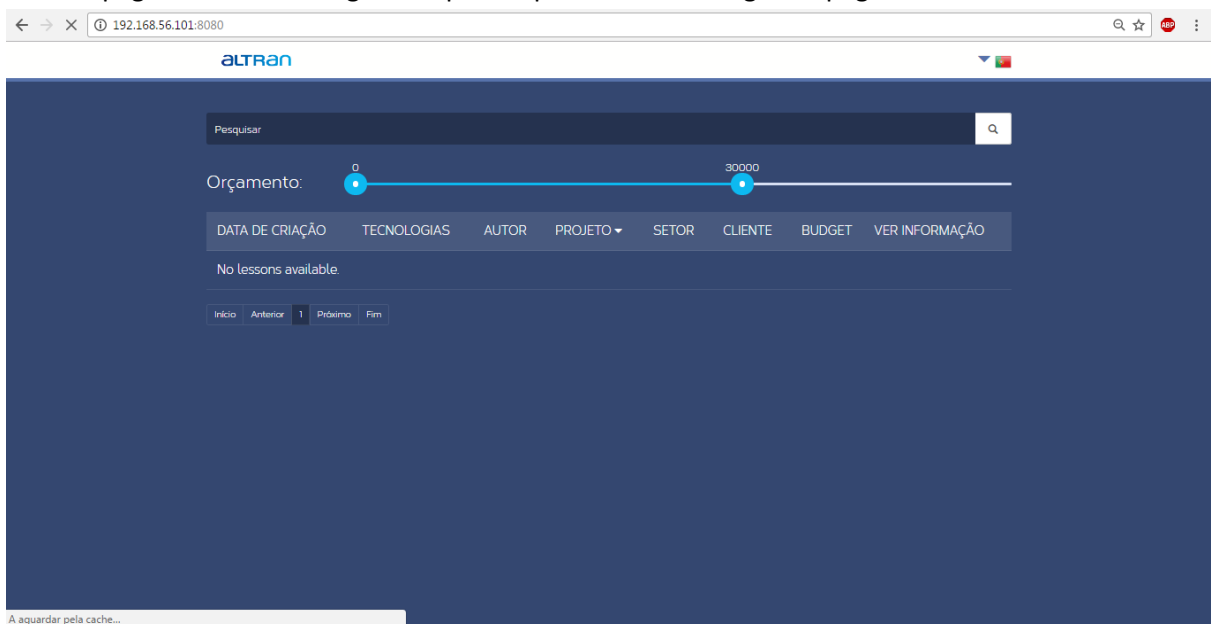 192.168.56.101:8080
ABP
altran
Pesquisar
Orçamento:
0
30000
DATA DE CRIAÇÃO TECNOLOGIAS AUTOR PROJETO SETOR CLIENTE BUDGET VER INFORMAÇÃO
No lessons available.
Início Anterior 1 Próximo Fim
A aguardar pela cache...